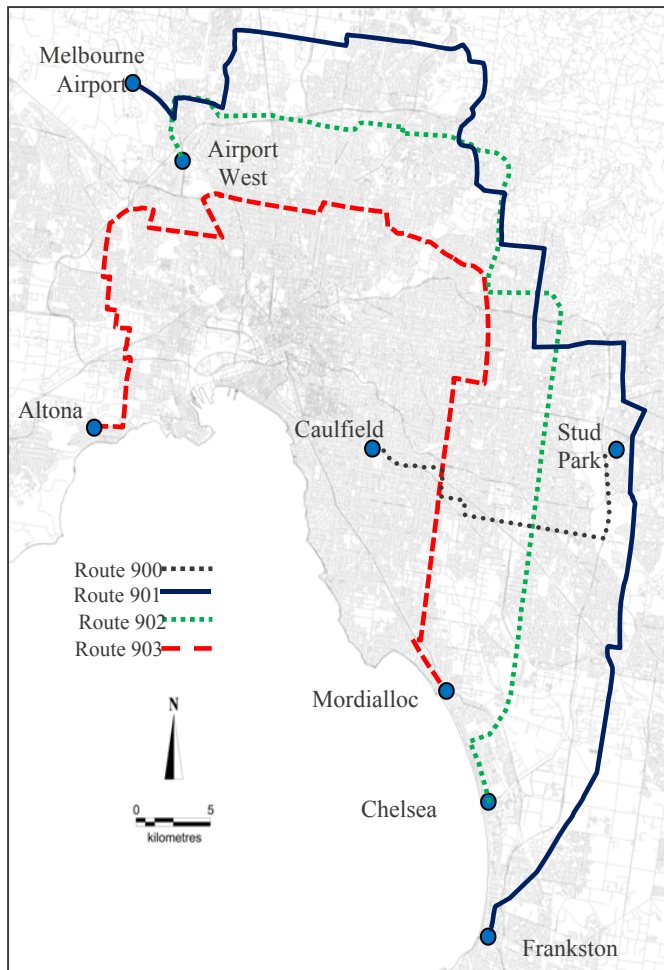 Melbourne
Airport
Airport
West
Altona
Caulfield
Stud
Park
Route 900
Route 901
Route 902
Route 903
Mordialloc
N
0 5
kilometres
Chelsea
Frankston